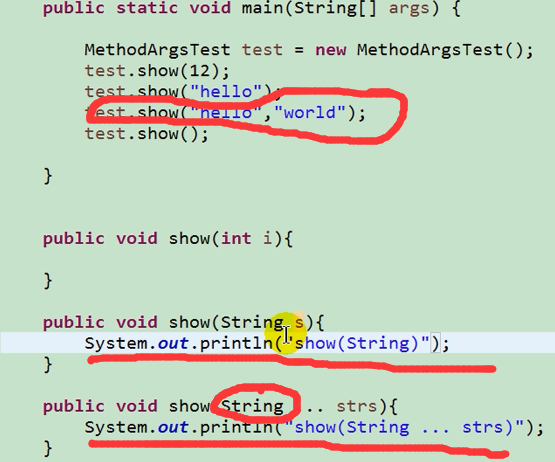 public static void main(String[] args) {
MethodArgsTest test = new MethodArgsTest();
test.show(12);
test.show("hello");
test.show("hello","world");
test.show();
}
public void show(int i){
}
public void show(String s){
System.out.println("show(String)");
}
public void show(String ... strs){
System.out.println("show(String ... strs)");
}